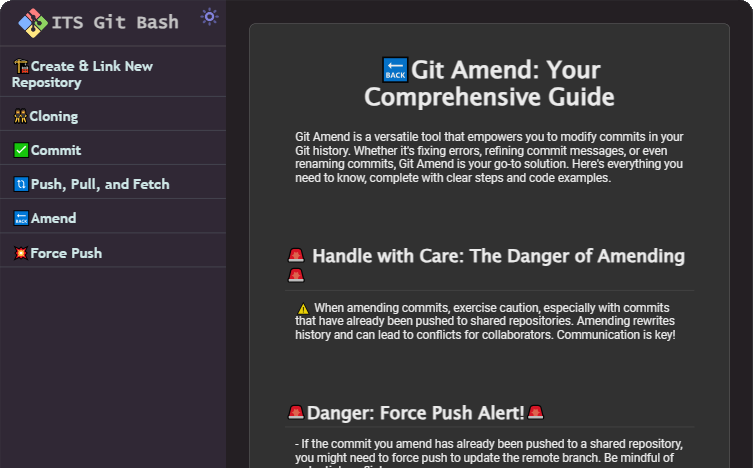 ITS Git Bash
Create & Link New
Repository
Cloning
Commit
Push, Pull, and Fetch
BACK Amend
Force Push
BACK Git Amend: Your
Comprehensive Guide
Git Amend is a versatile tool that empowers you to modify commits in your
Git history. Whether it's fixing errors, refining commit messages, or even
renaming commits, Git Amend is your go-to solution. Here's everything you
need to know, complete with clear steps and code examples.
Handle with Care: The Danger of Amending
When amending commits, exercise caution, especially with commits
that have already been pushed to shared repositories. Amending rewrites
history and can lead to conflicts for collaborators. Communication is key!
Danger: Force Push Alert!
- If the commit you amend has already been pushed to a shared repository,
you might need to force push to update the remote branch. Be mindful of